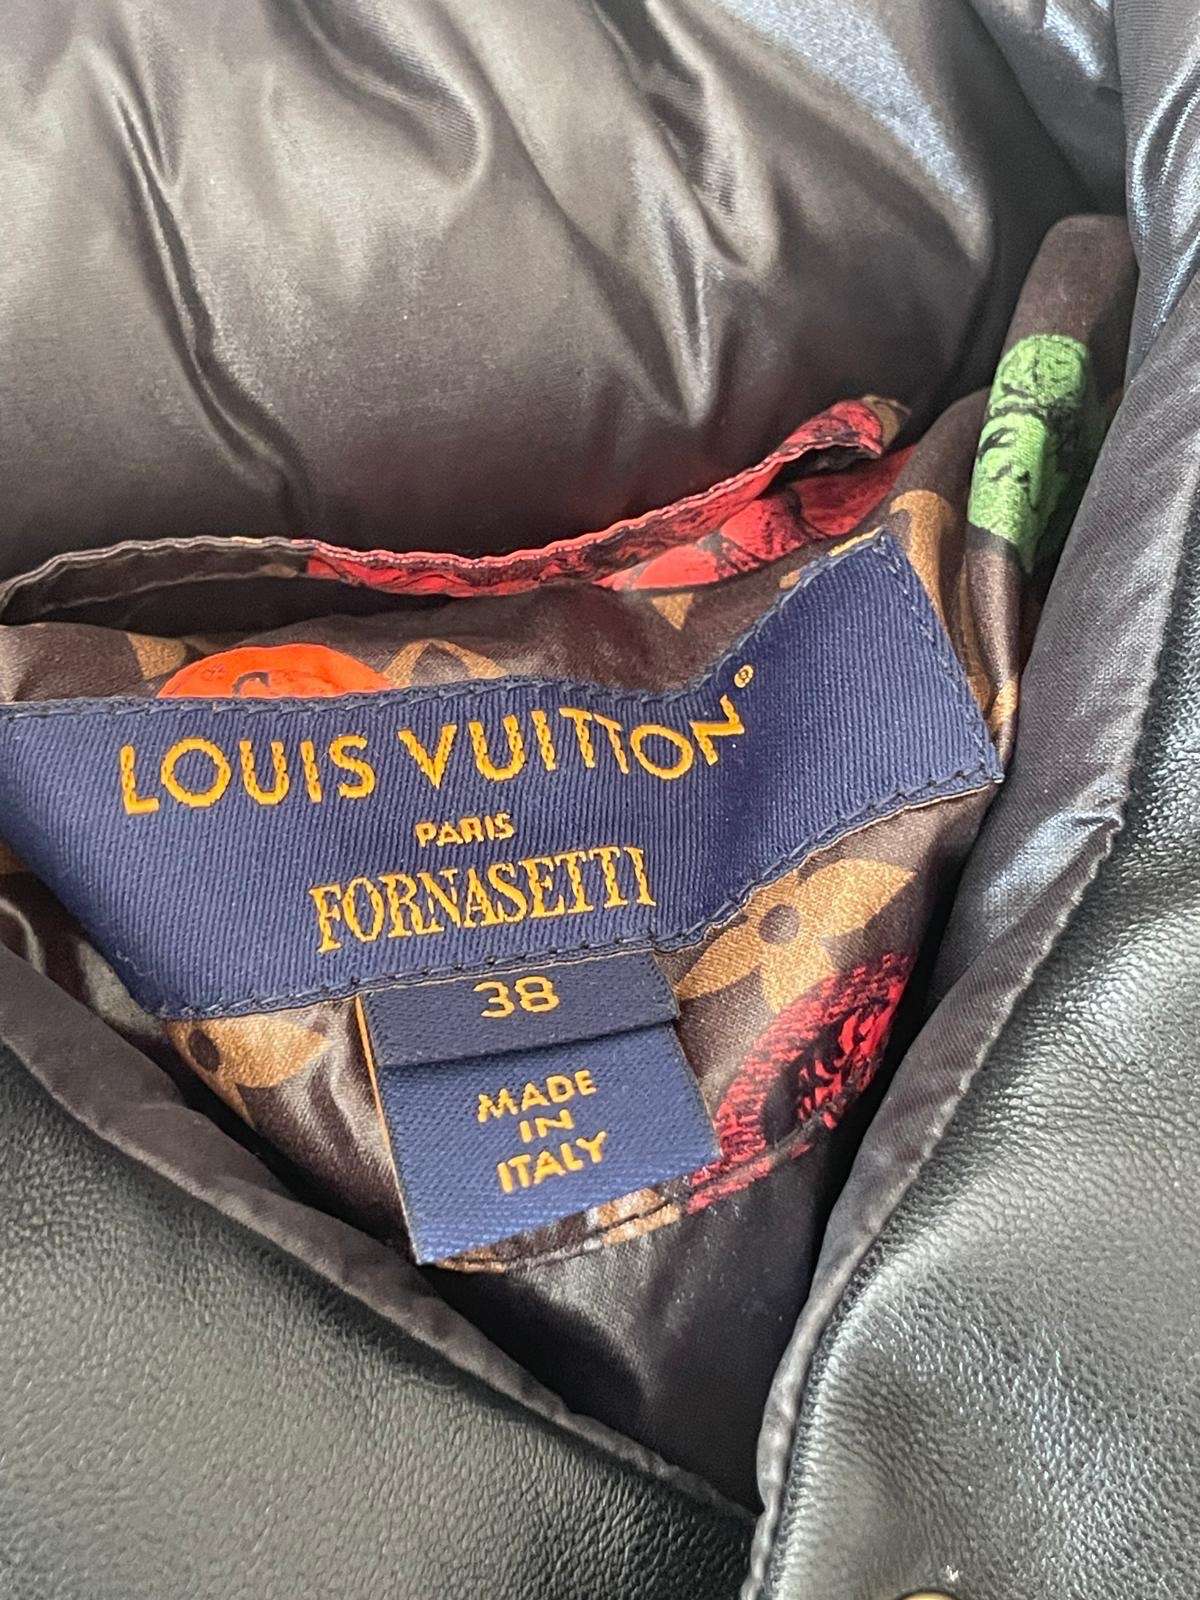 LOUIS VUITTON®
PARIS
FORNASETTI
38
MADE
IN
ITALY